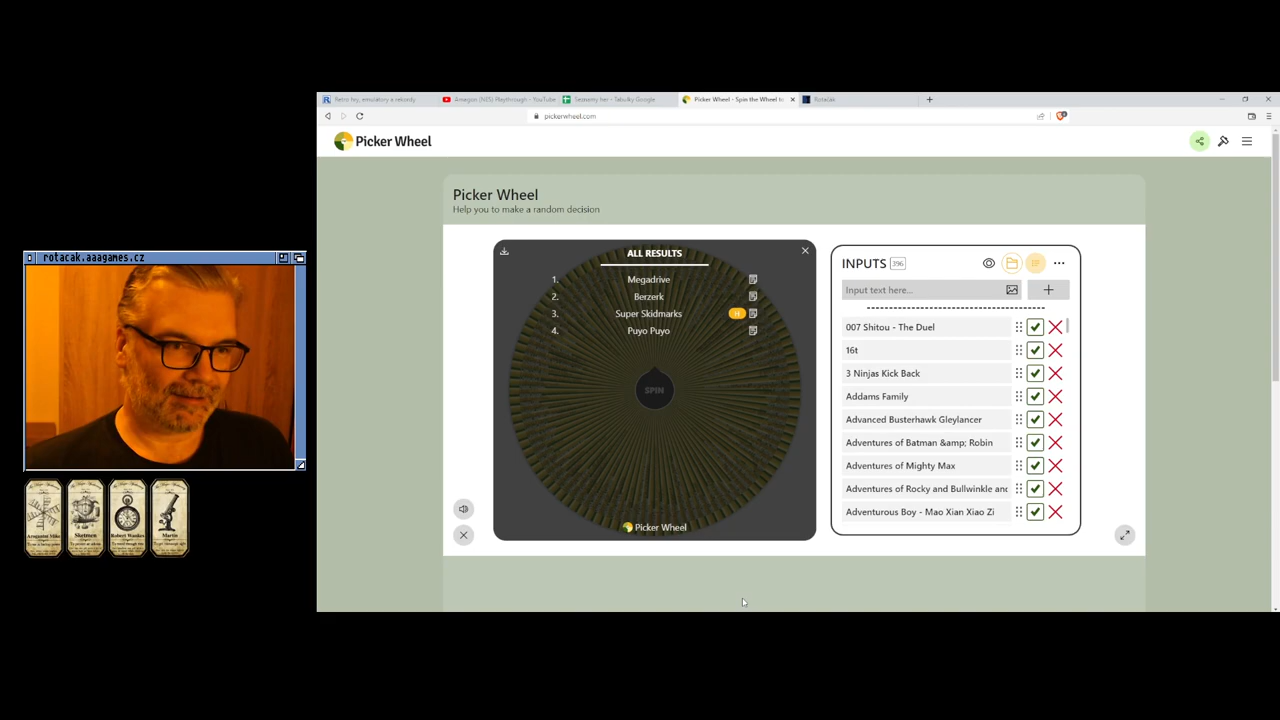 Retro hry, emulátory a rekordy
Amagon (NES) Playthrough - YouTube
Seznamy her - Tabulky Google
Picker Wheel - Spin the Wheel to
Rotačák
pickerwheel.com
Picker Wheel
Picker Wheel
Help you to make a random decision
ALL RESULTS
1. Megadrive
2. Berzerk
3. Super Skidmarks H
4. Puyo Puyo
SPIN
Picker Wheel
INPUTS 396
Input text here...
007 Shitou - The Duel
16t
3 Ninjas Kick Back
Addams Family
Advanced Busterhawk Gleylancer
Adventures of Batman &amp; Robin
Adventures of Mighty Max
Adventures of Rocky and Bullwinkle and
Adventurous Boy - Mao Xian Xiao Zi
rotacak.aaagames.cz
Sketmen
Martin